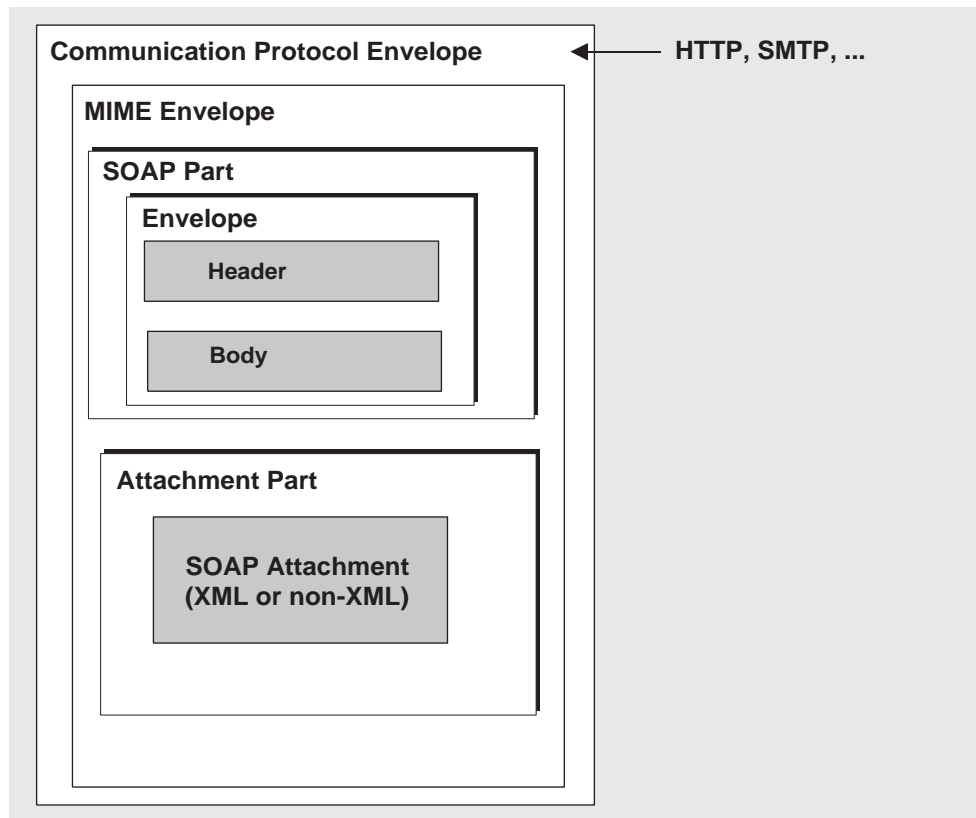 Communication Protocol Envelope
HTTP, SMTP, ...
MIME Envelope
SOAP Part
Envelope
Header
Body
Attachment Part
SOAP Attachment
(XML or non-XML)